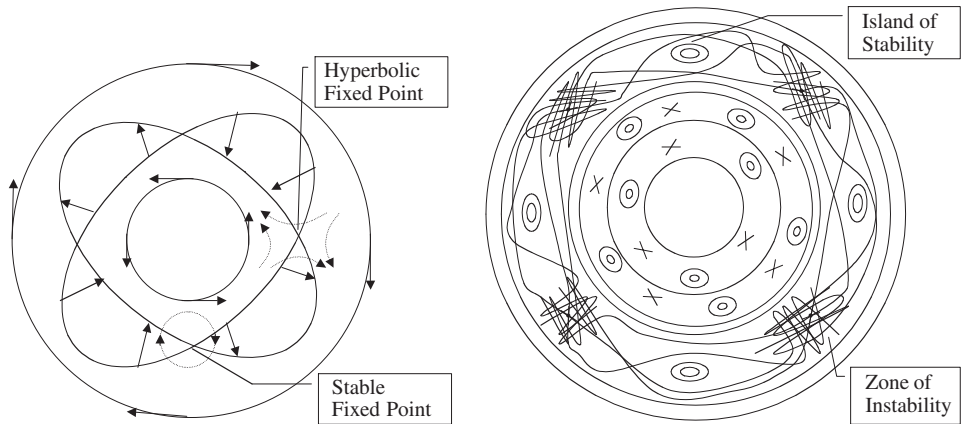 Hyperbolic
Fixed Point
Stable
Fixed Point
Island of
Stability
Zone of
Instability